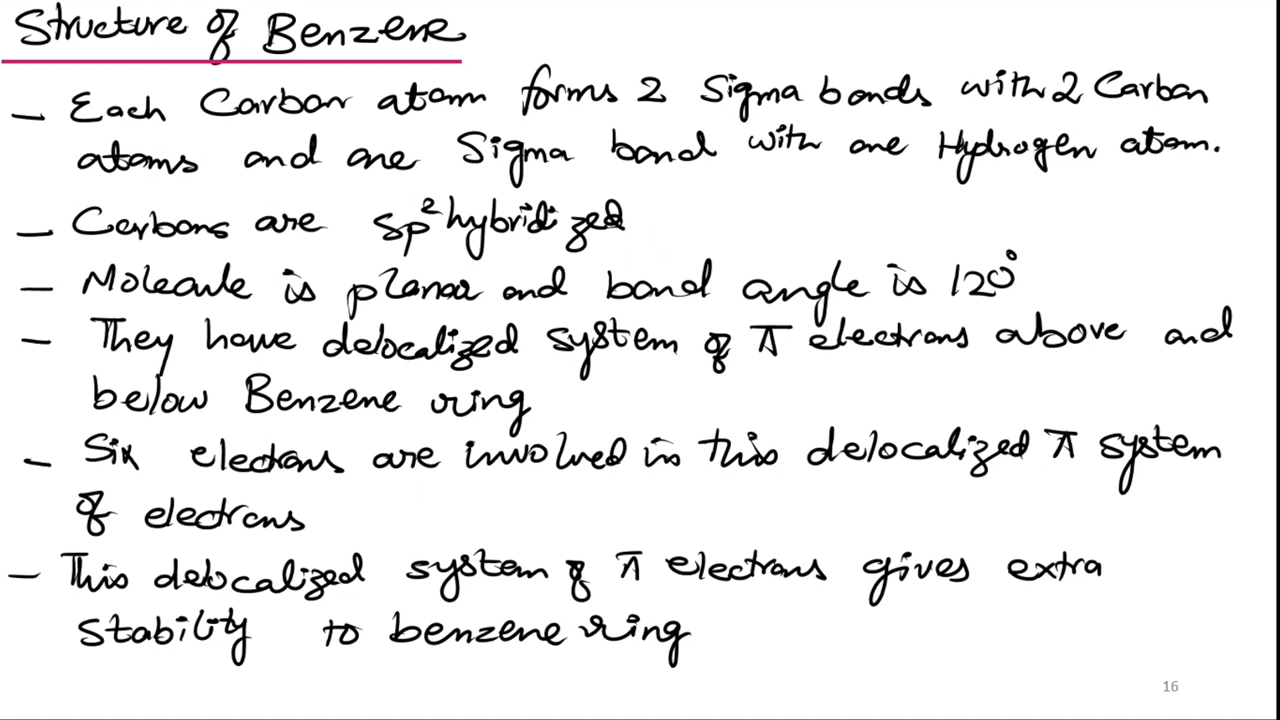 Structure of Benzene
- Each Carbon atom forms 2 Sigma bonds with 2 Carbon
atoms and one Sigma bond with one Hydrogen atom.
- Carbons are sp² hybridized
- Molecule is planar and bond angle is 120°
- They have delocalized system of π electrons above and
below Benzene ring
- Six electrons are involved in this delocalized π system
of electrons
- This delocalized system of π electrons gives extra
stability to benzene ring
16